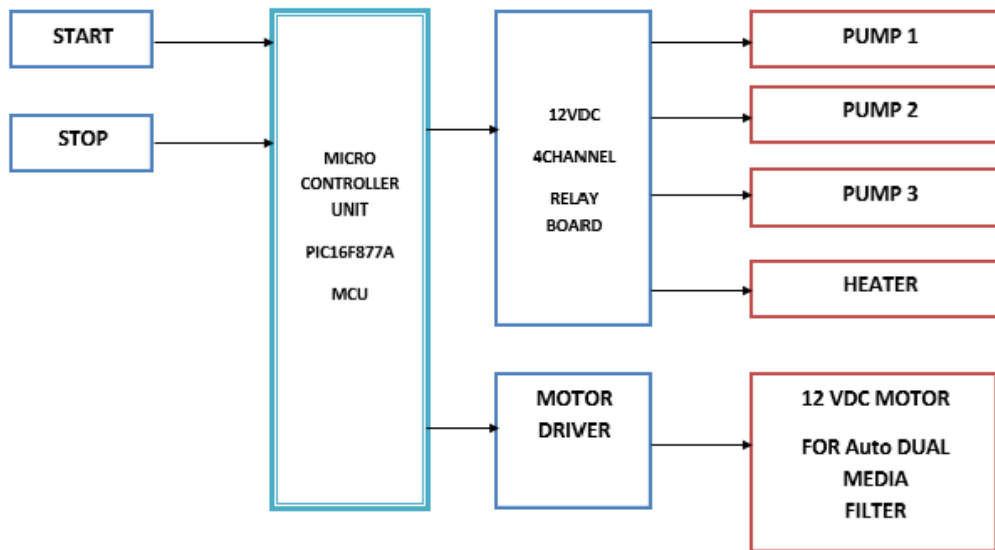 START
STOP
MICRO
CONTROLLER
UNIT
PIC16F877A
MCU
12VDC
4CHANNEL
RELAY
BOARD
PUMP 1
PUMP 2
PUMP 3
HEATER
MOTOR
DRIVER
12 VDC MOTOR
FOR Auto DUAL
MEDIA
FILTER